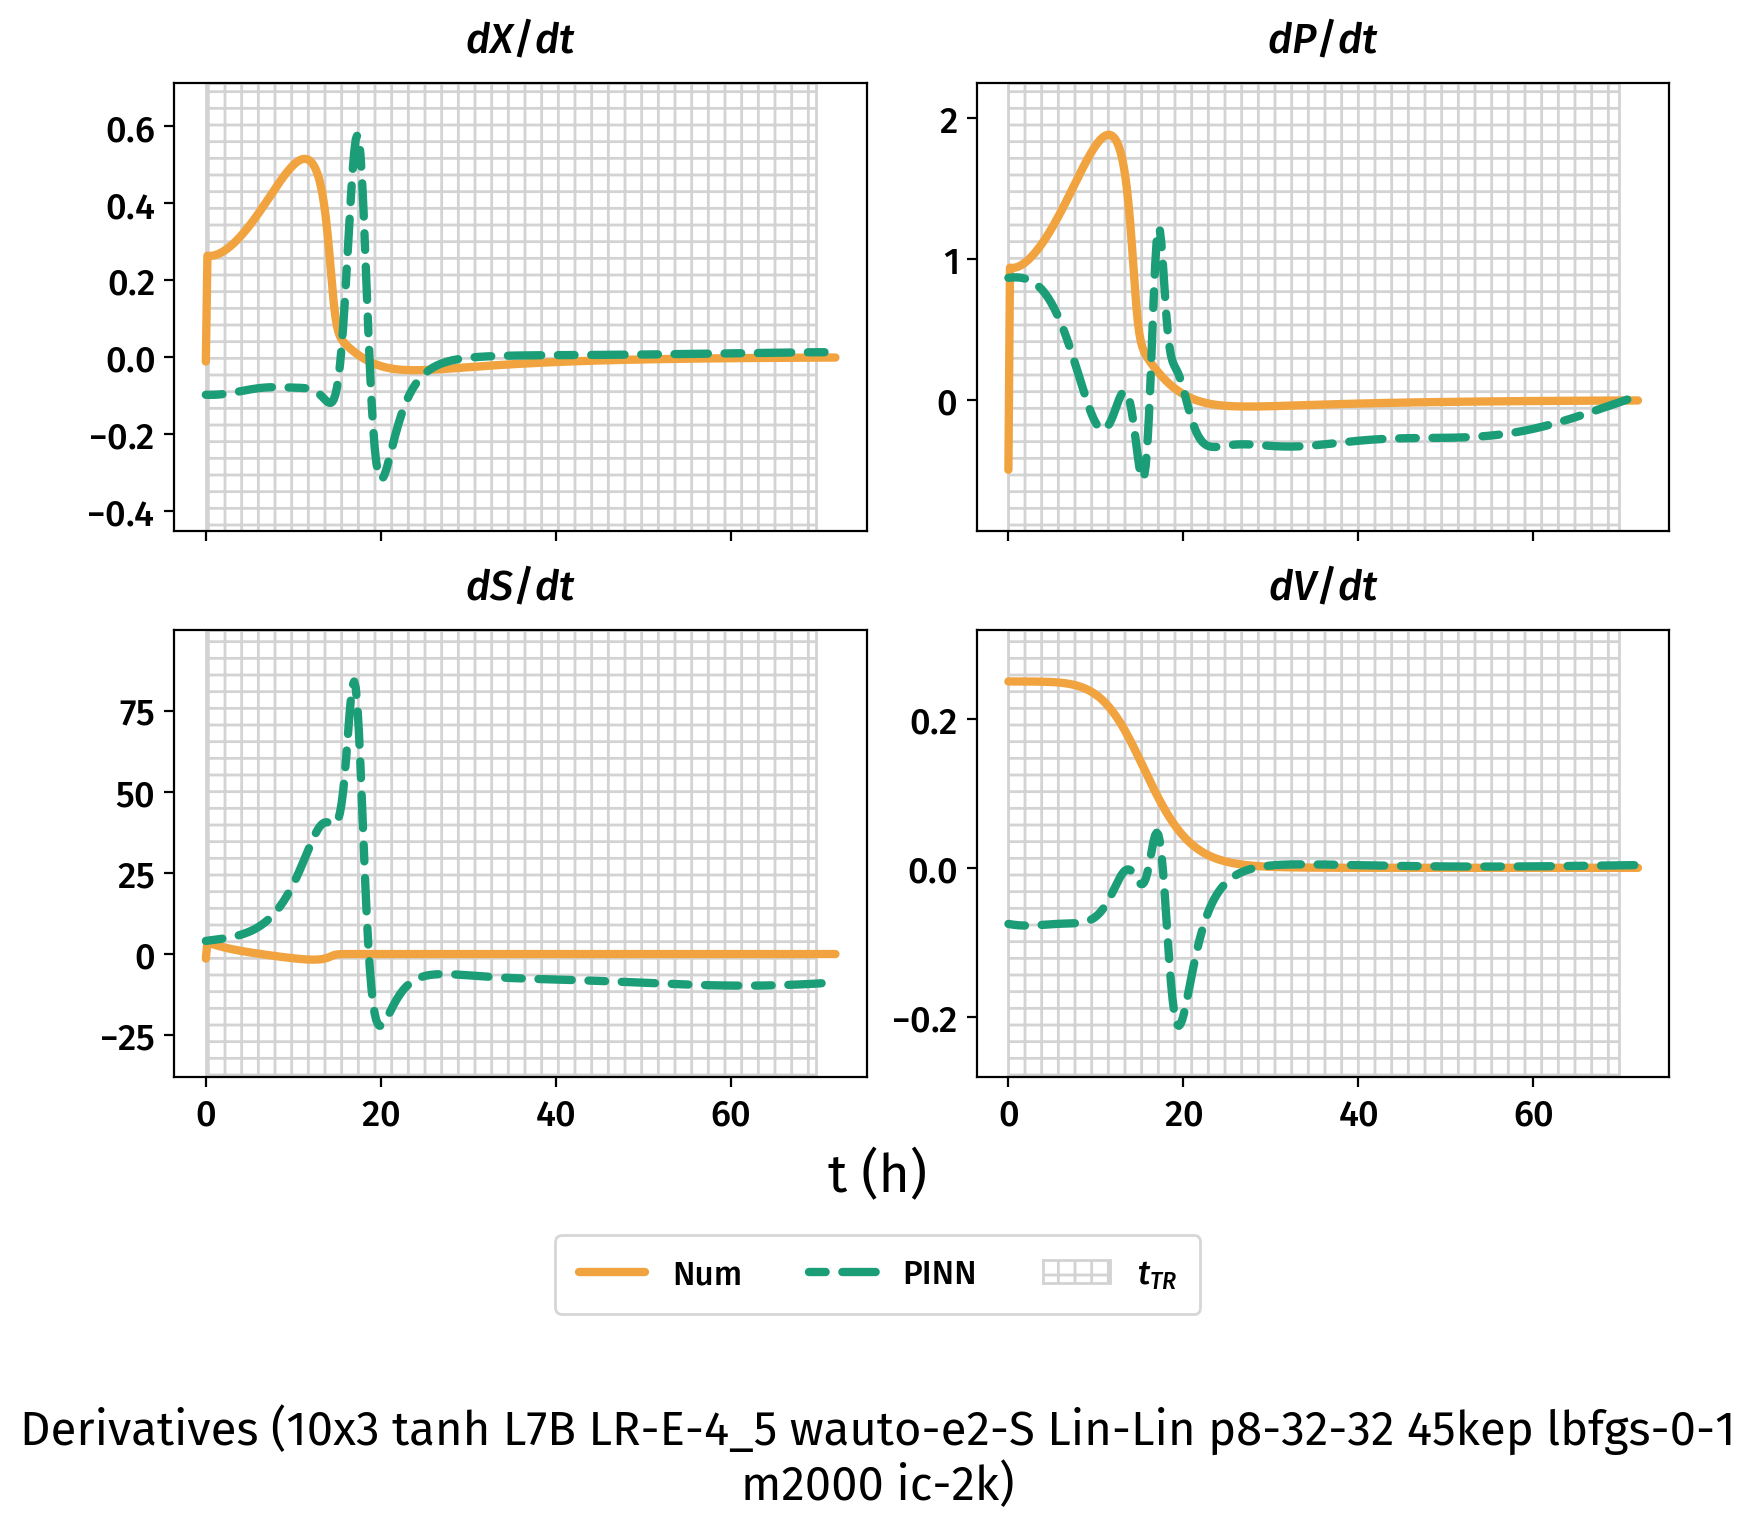 dX/dt
dP/dt
0.6
0.4
0.2
0.0
−0.2
−0.4
2
1
0
dS/dt
dV/dt
75
50
25
0
−25
0.2
0.0
−0.2
0 20 40 60
0 20 40 60
t (h)
Num PINN t_TR
Derivatives (10x3 tanh L7B LR-E-4_5 wauto-e2-S Lin-Lin p8-32-32 45kep lbfgs-0-1
m2000 ic-2k)